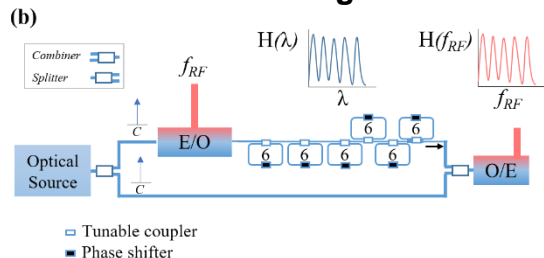 (b)
Combiner
Splitter
f_RF
H(λ)
λ
H(f_RF)
f_RF
C
E/O
6 6
6 6 6 6
Optical
Source
C
O/E
Tunable coupler
Phase shifter